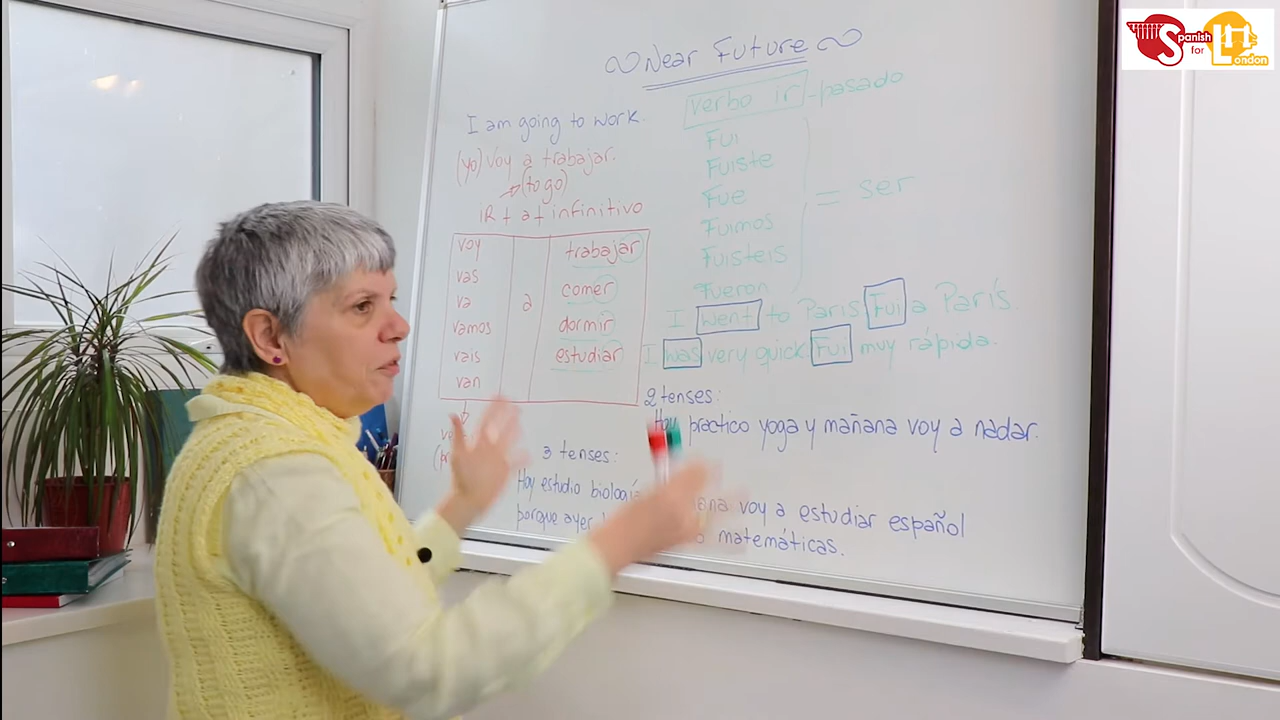 Spanish for London
~Near Future~
I am going to work.
(yo) voy a trabajar.
→(to go)
IR + a + infinitivo
voy
vas
va
vamos
vais
van
a
trabajar
comer
dormir
estudiar
3 tenses:
Hoy estudio biología
porque ayer
verbo ir - pasado
Fui
Fuiste
Fue
Fuimos
Fuisteis
Fueron
= ser
I went to Paris Fui a París.
I was very quick Fui muy rápida.
2 tenses:
Hoy practico yoga y mañana voy a nadar.
voy a estudiar español
matemáticas.